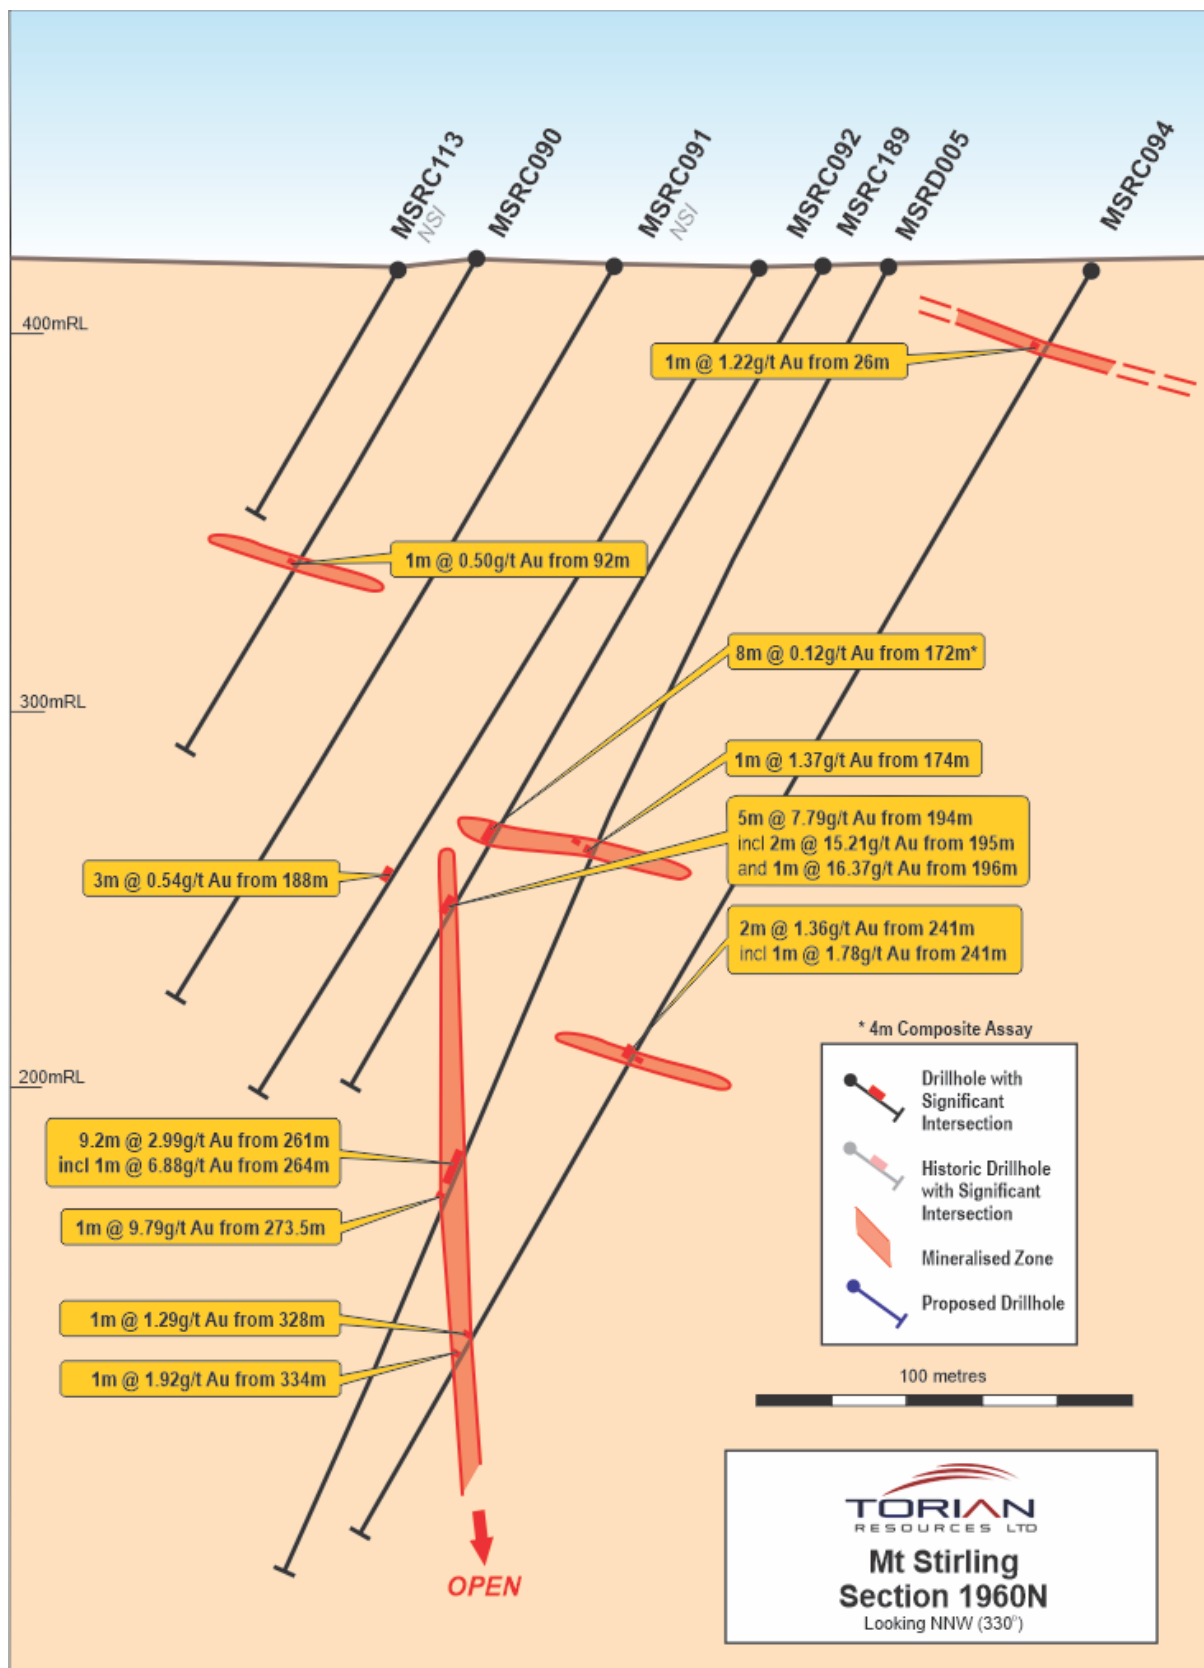 MSRC113
NSI
MSRC090
MSRC091
NSI
MSRC092
MSRC189
MSRD005
MSRC094
400mRL
1m @ 1.22g/t Au from 26m
1m @ 0.50g/t Au from 92m
8m @ 0.12g/t Au from 172m*
300mRL
1m @ 1.37g/t Au from 174m
5m @ 7.79g/t Au from 194m
incl 2m @ 15.21g/t Au from 195m
and 1m @ 16.37g/t Au from 196m
3m @ 0.54g/t Au from 188m
2m @ 1.36g/t Au from 241m
incl 1m @ 1.78g/t Au from 241m
* 4m Composite Assay
200mRL
Drillhole with
Significant
Intersection
Historic Drillhole
with Significant
Intersection
Mineralised Zone
Proposed Drillhole
9.2m @ 2.99g/t Au from 261m
incl 1m @ 6.88g/t Au from 264m
1m @ 9.79g/t Au from 273.5m
1m @ 1.29g/t Au from 328m
1m @ 1.92g/t Au from 334m
100 metres
OPEN
TORIAN
RESOURCES LTD
Mt Stirling
Section 1960N
Looking NNW (330°)